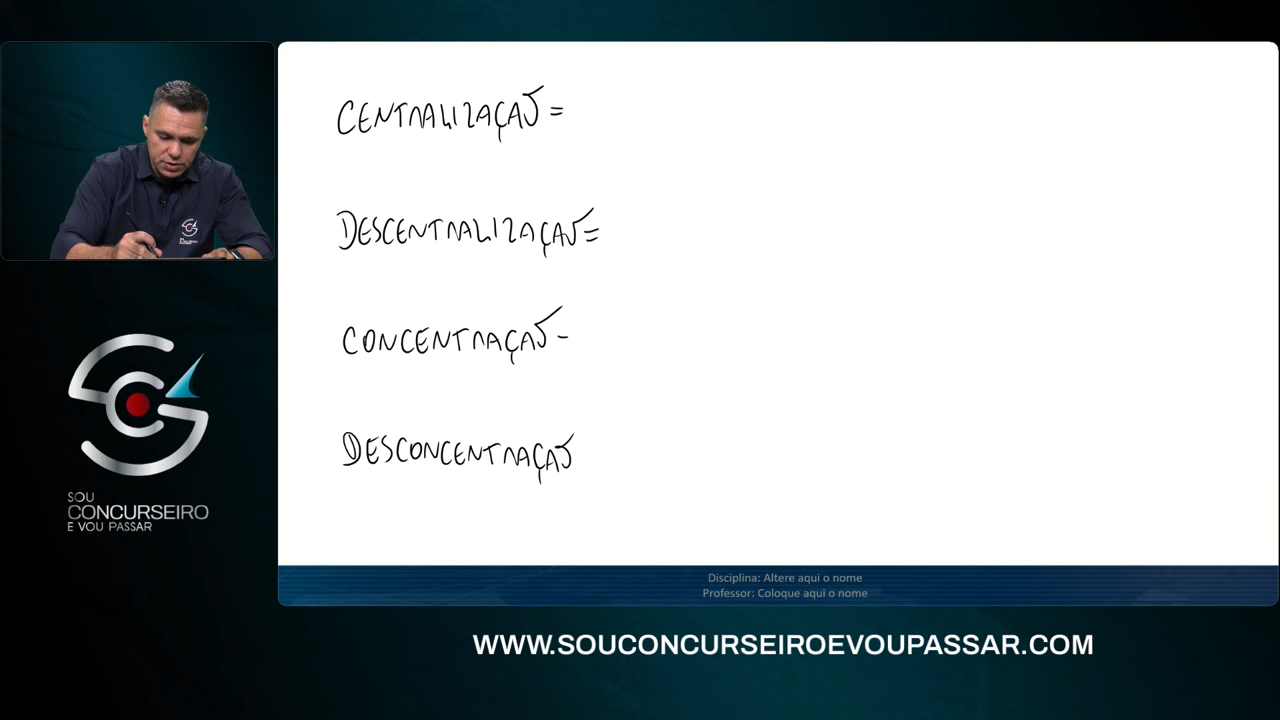 CENTRALIZAÇÃO =
DESCENTRALIZAÇÃO =
CONCENTRAÇÃO -
DESCONCENTRAÇÃO
SOU
CONCURSEIRO
E VOU PASSAR
Disciplina: Altere aqui o nome
Professor: Coloque aqui o nome
WWW.SOUCONCURSEIROEVOUPASSAR.COM